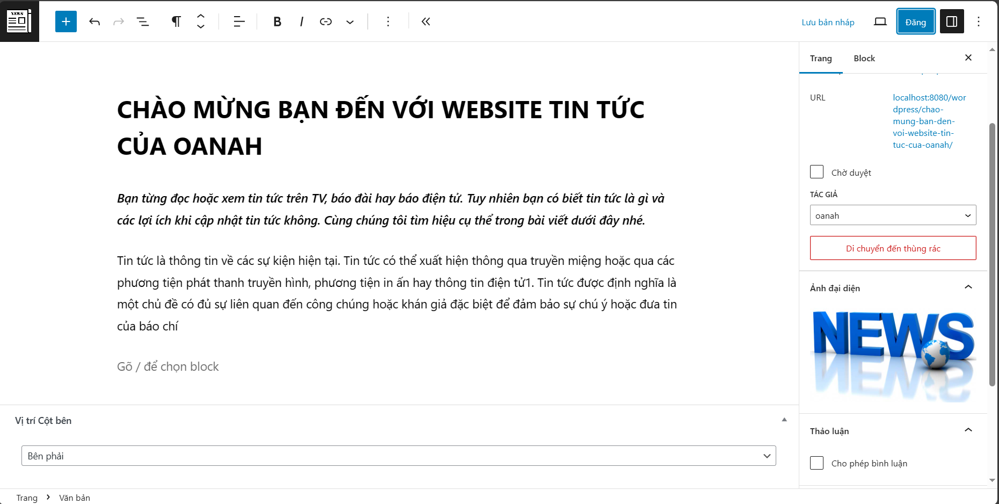 NEWS
Lưu bản nháp
Đăng
CHÀO MỪNG BẠN ĐẾN VỚI WEBSITE TIN TỨC
CỦA OANAH
Bạn từng đọc hoặc xem tin tức trên TV, báo đài hay báo điện tử. Tuy nhiên bạn có biết tin tức là gì và
các lợi ích khi cập nhật tin tức không. Cùng chúng tôi tìm hiệu cụ thể trong bài viết dưới đây nhé.
Tin tức là thông tin về các sự kiện hiện tại. Tin tức có thể xuất hiện thông qua truyền miệng hoặc qua các
phương tiện phát thanh truyền hình, phương tiện in ấn hay thông tin điện tử1. Tin tức được định nghĩa là
một chủ đề có đủ sự liên quan đến công chúng hoặc khán giả đặc biệt để đảm bảo sự chú ý hoặc đưa tin
của báo chí
Gõ / để chọn block
Vị trí Cột bên
Bên phải
Trang
Block
URL
localhost:8080/wor
dpress/chao-
mung-ban-den-
voi-website-tin-
tuc-cua-oanah/
Chờ duyệt
TÁC GIẢ
oanah
Di chuyển đến thùng rác
Ảnh đại diện
NEWS
Thảo luận
Cho phép bình luận
Trang > Văn bản